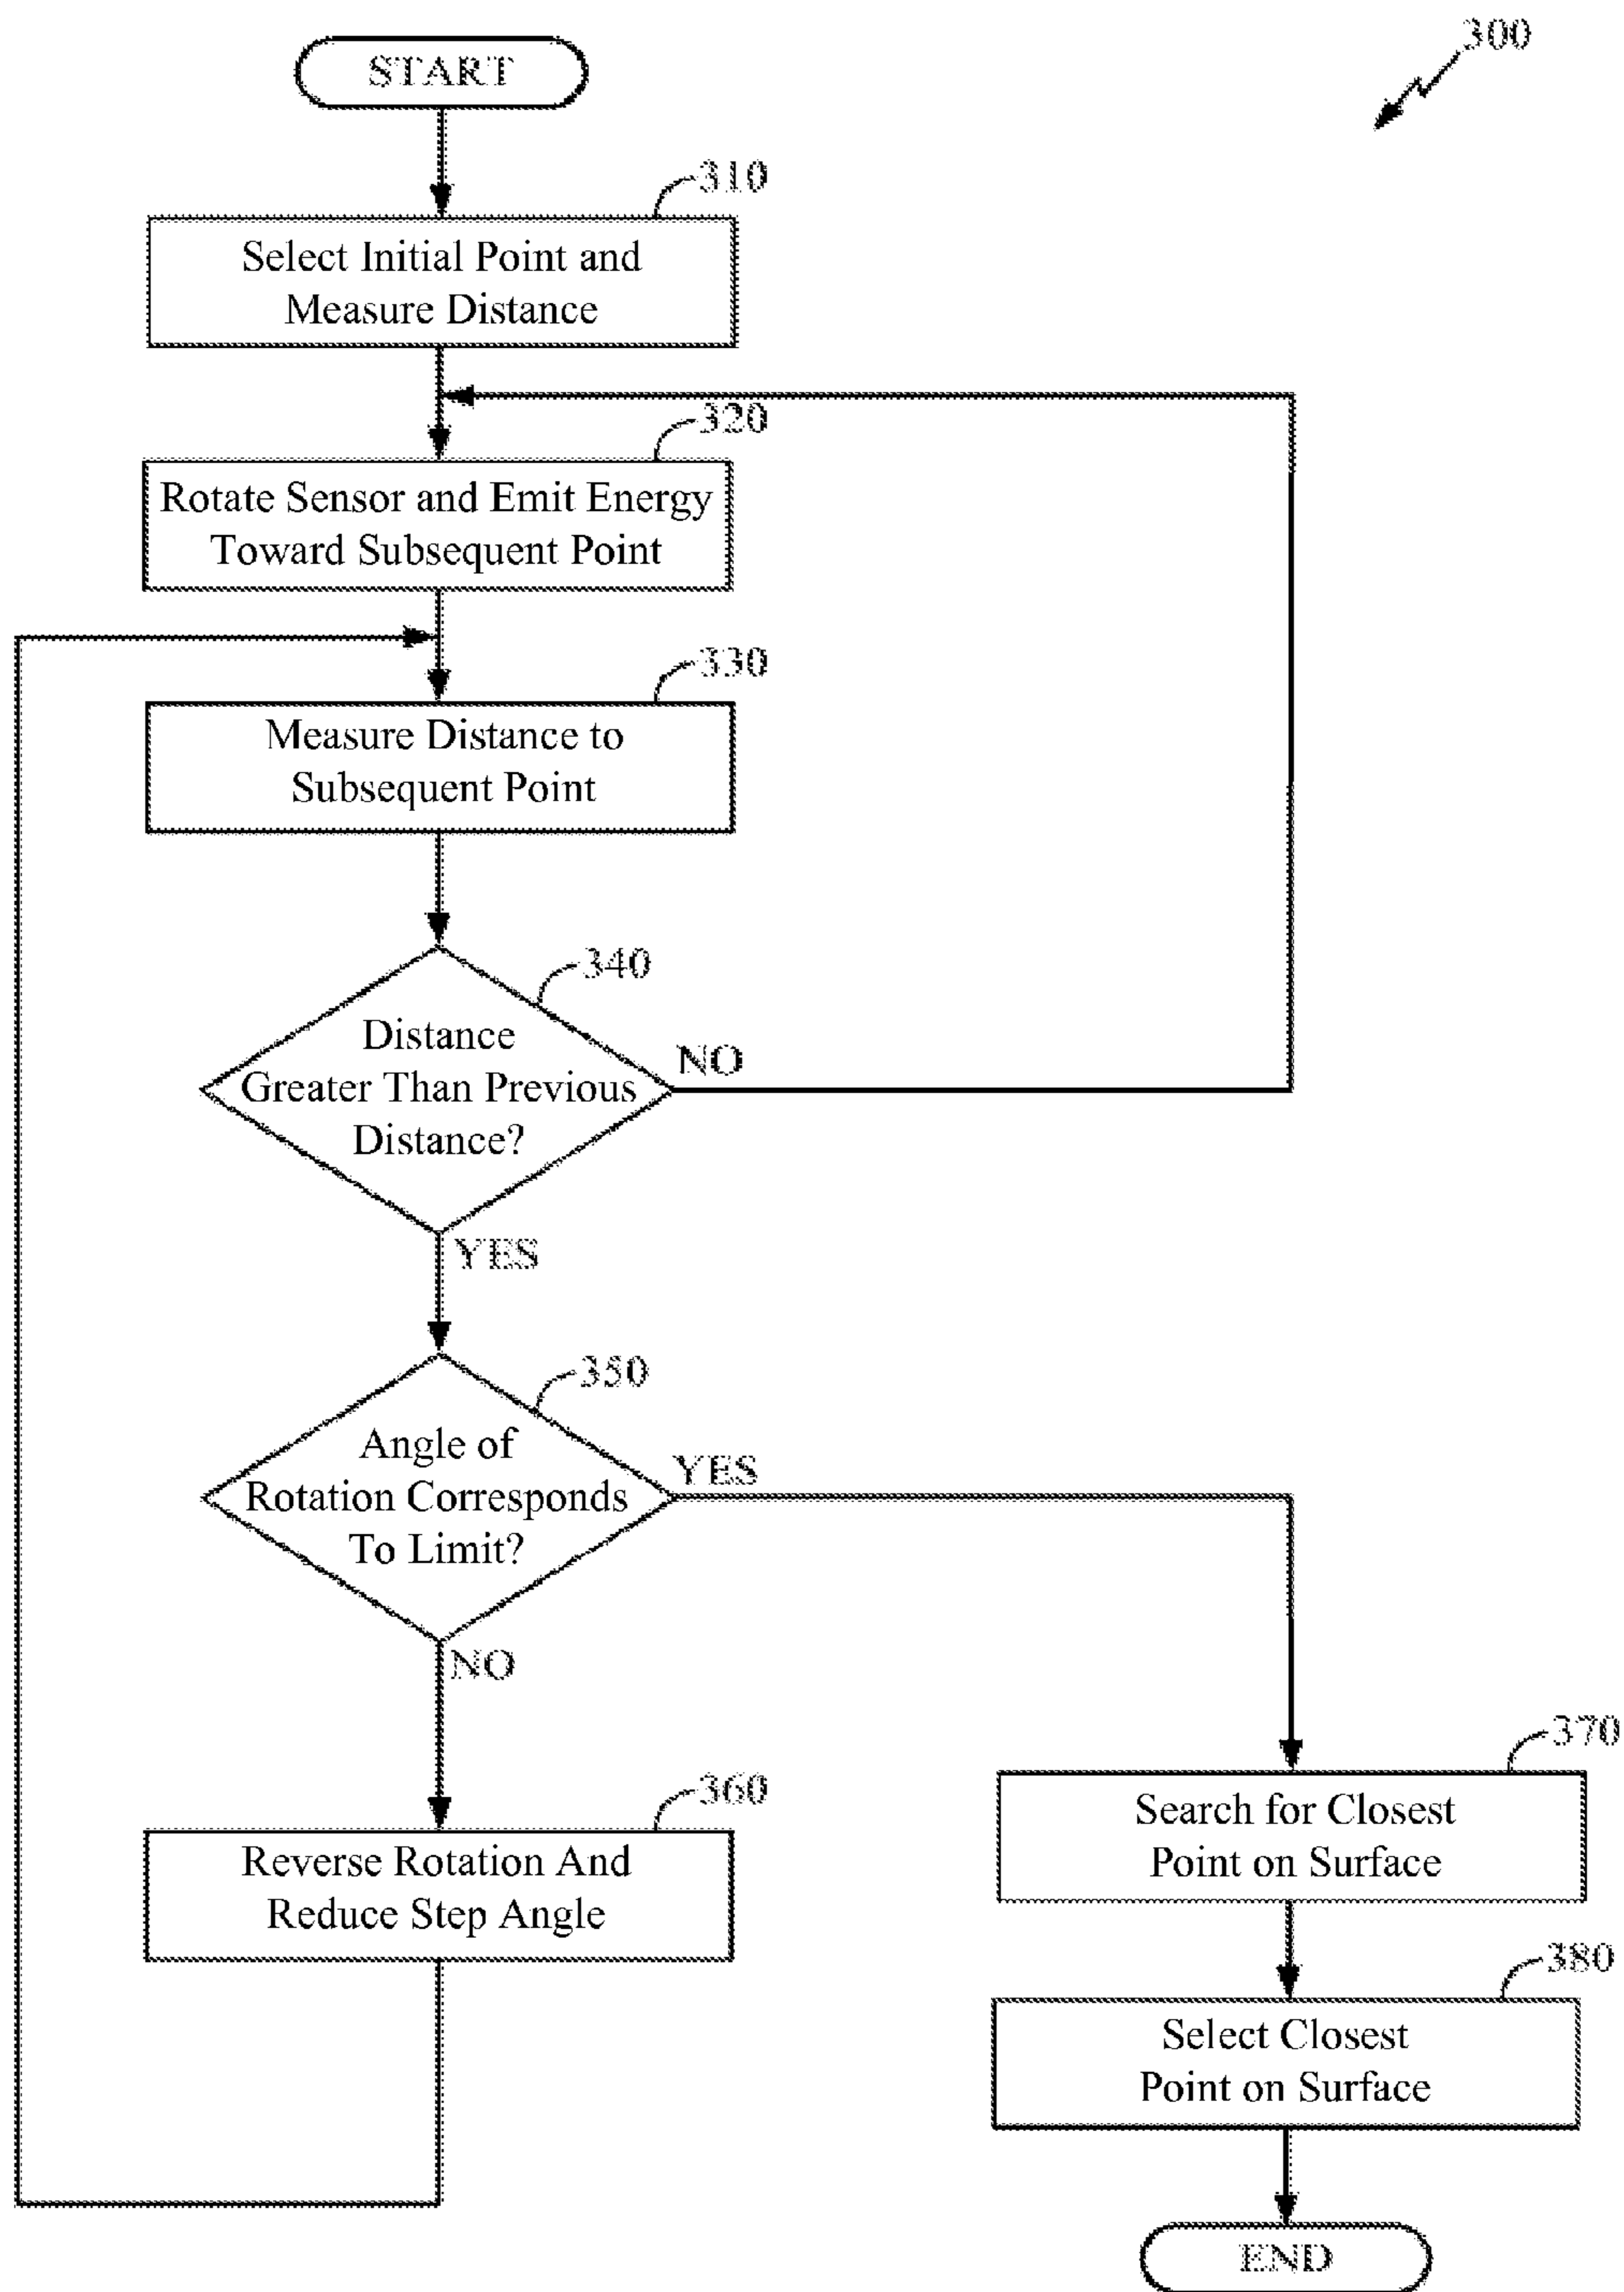 START
300
310
Select Initial Point and
Measure Distance
320
Rotate Sensor and Emit Energy
Toward Subsequent Point
330
Measure Distance to
Subsequent Point
340
Distance
Greater Than Previous
Distance?
NO
YES
350
Angle of
Rotation Corresponds
To Limit?
YES
NO
360
Reverse Rotation And
Reduce Step Angle
370
Search for Closest
Point on Surface
380
Select Closest
Point on Surface
END